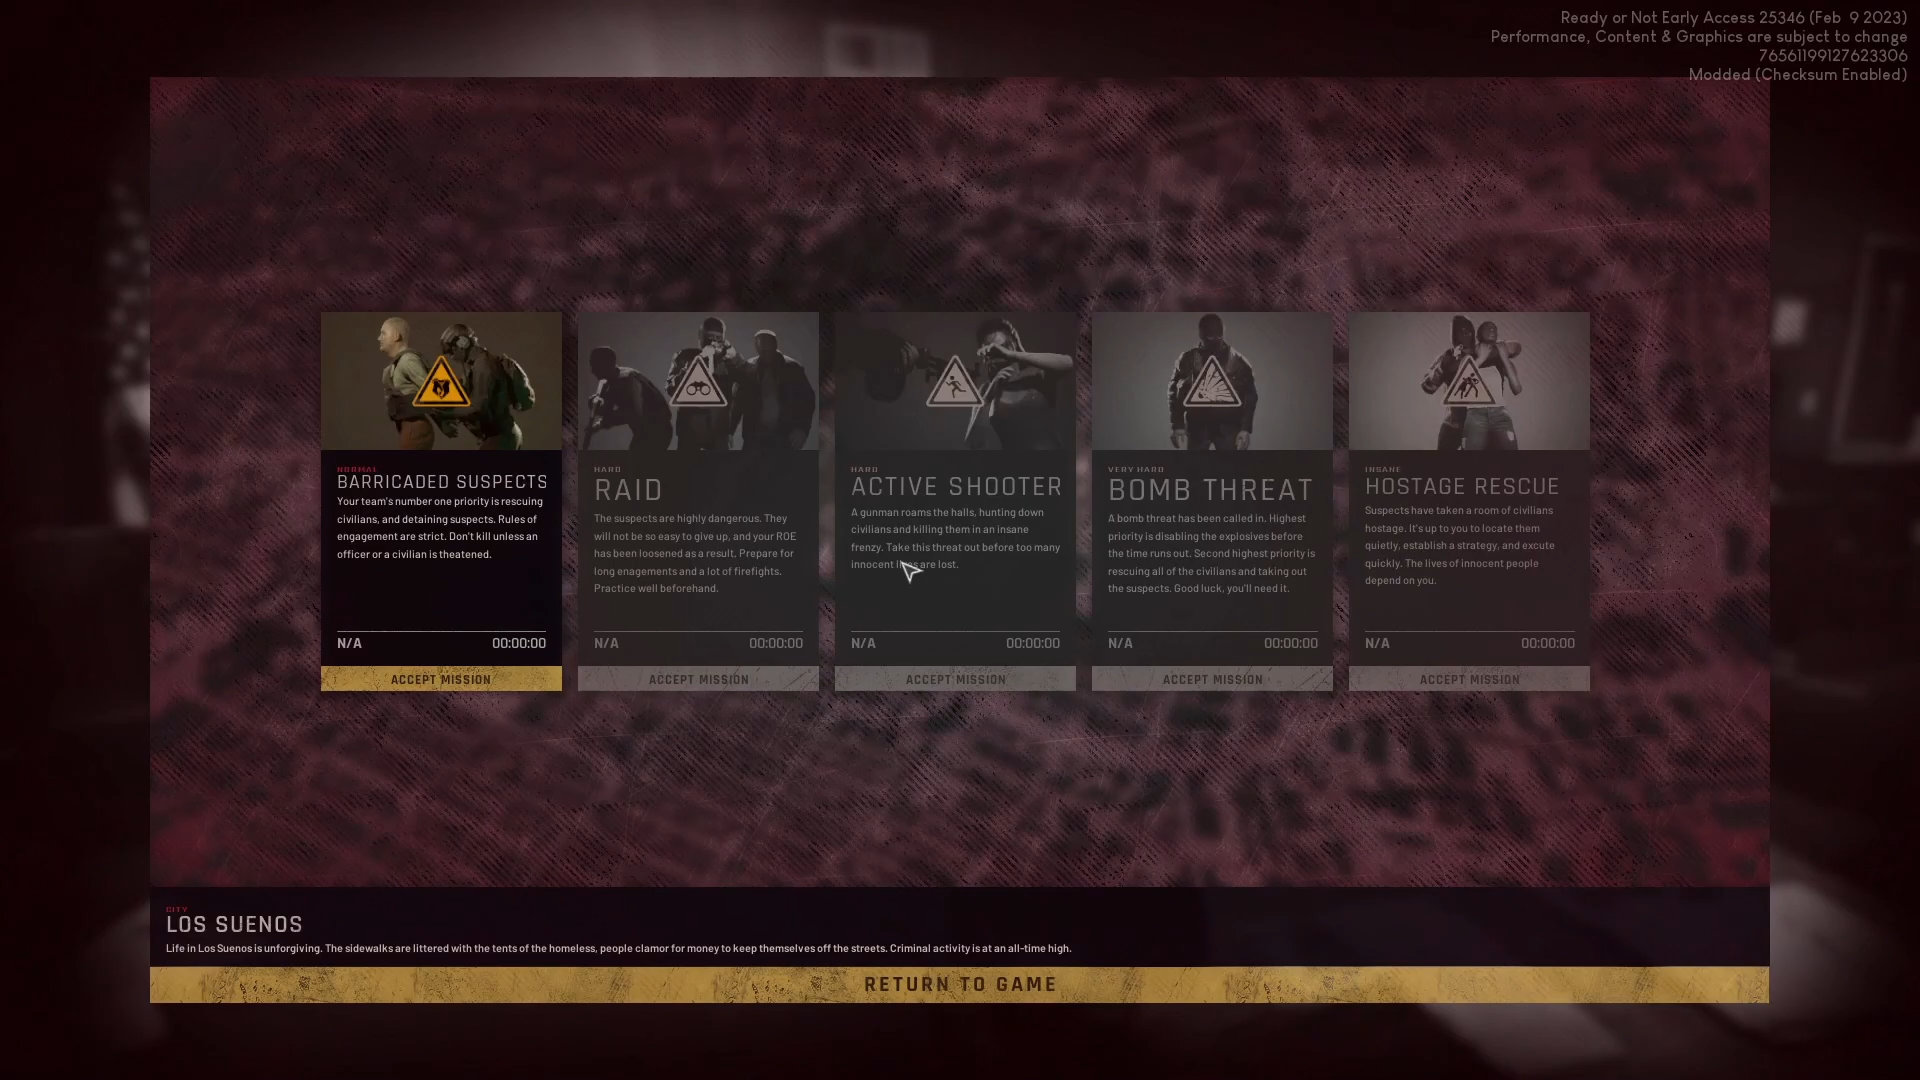 Ready or Not Early Access 25346 (Feb 9 2023)
Performance, Content & Graphics are subject to change
76561199127623306
Modded (Checksum Enabled)
NORMAL
BARRICADED SUSPECTS
Your team's number one priority is rescuing
civilians, and detaining suspects. Rules of
engagement are strict. Don't kill unless an
officer or a civilian is theatened.
N/A 00:00:00
ACCEPT MISSION
HARD
RAID
The suspects are highly dangerous. They
will not be so easy to give up, and your ROE
has been loosened as a result. Prepare for
long enagements and a lot of firefights.
Practice well beforehand.
N/A 00:00:00
ACCEPT MISSION
HARD
ACTIVE SHOOTER
A gunman roams the halls, hunting down
civilians and killing them in an insane
frenzy. Take this threat out before too many
innocent lives are lost.
N/A 00:00:00
ACCEPT MISSION
VERY HARD
BOMB THREAT
A bomb threat has been called in. Highest
priority is disabling the explosives before
the time runs out. Second highest priority is
rescuing all of the civilians and taking out
the suspects. Good luck, you'll need it.
N/A 00:00:00
ACCEPT MISSION
INSANE
HOSTAGE RESCUE
Suspects have taken a room of civilians
hostage. It's up to you to locate them
quietly, establish a strategy, and excute
quickly. The lives of innocent people
depend on you.
N/A 00:00:00
ACCEPT MISSION
CITY
LOS SUENOS
Life in Los Suenos is unforgiving. The sidewalks are littered with the tents of the homeless, people clamor for money to keep themselves off the streets. Criminal activity is at an all-time high.
RETURN TO GAME